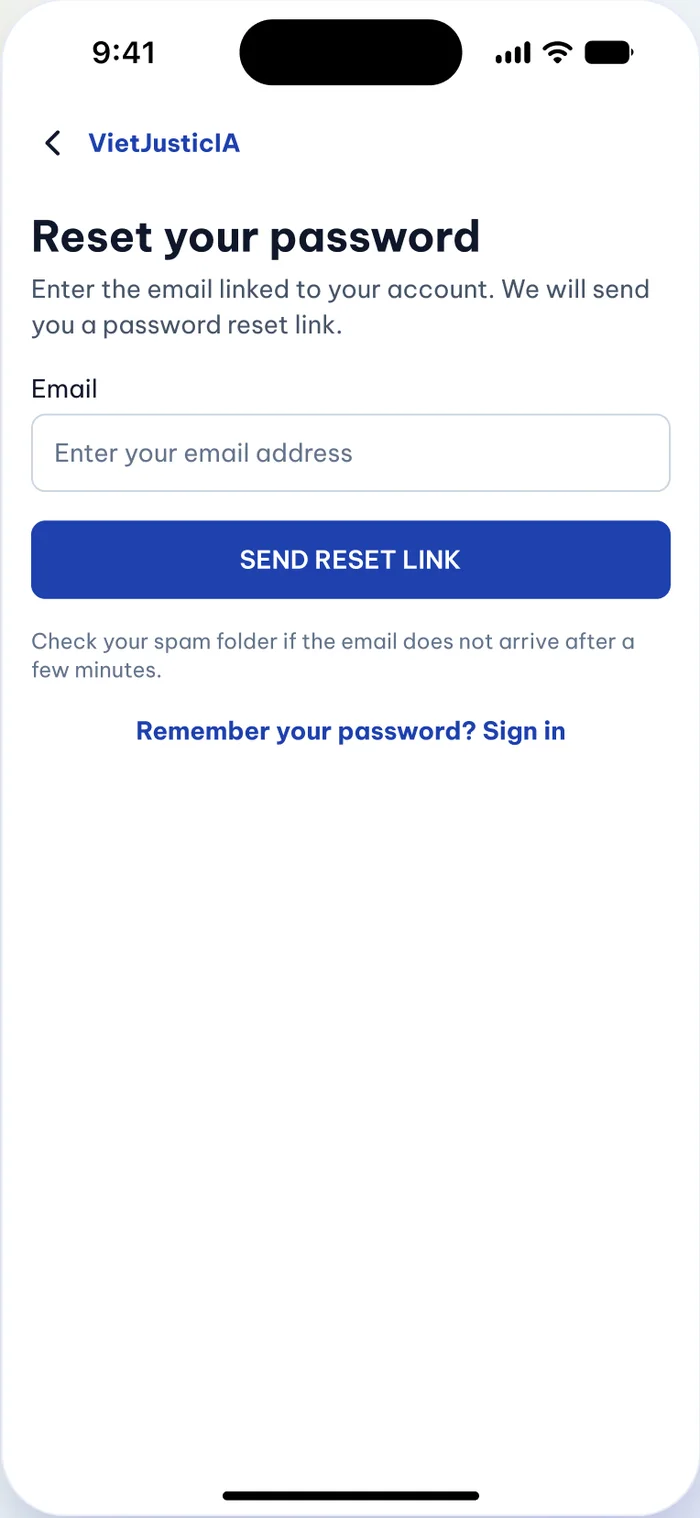 9:41
VietJusticIA
Reset your password
Enter the email linked to your account. We will send
you a password reset link.
Email
Enter your email address
SEND RESET LINK
Check your spam folder if the email does not arrive after a
few minutes.
Remember your password? Sign in